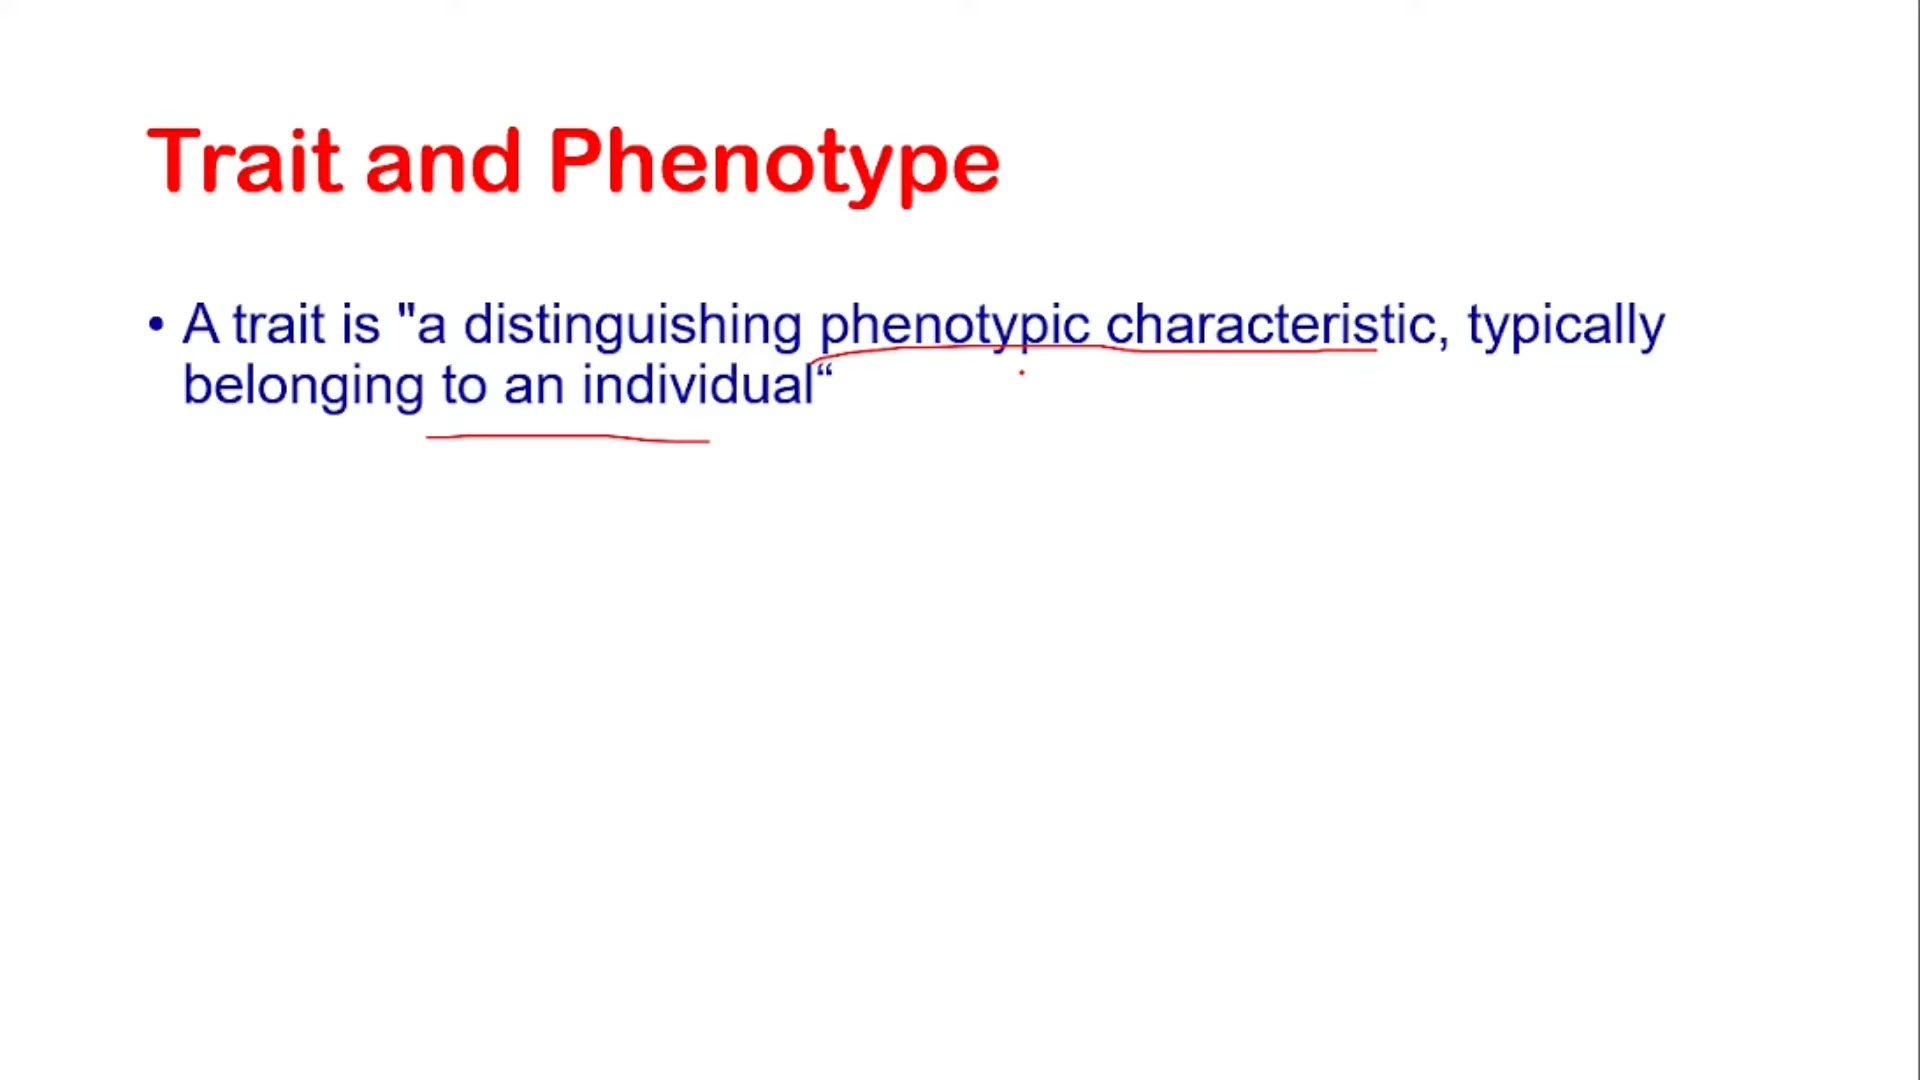 Trait and Phenotype
• A trait is "a distinguishing phenotypic characteristic, typically
belonging to an individual“